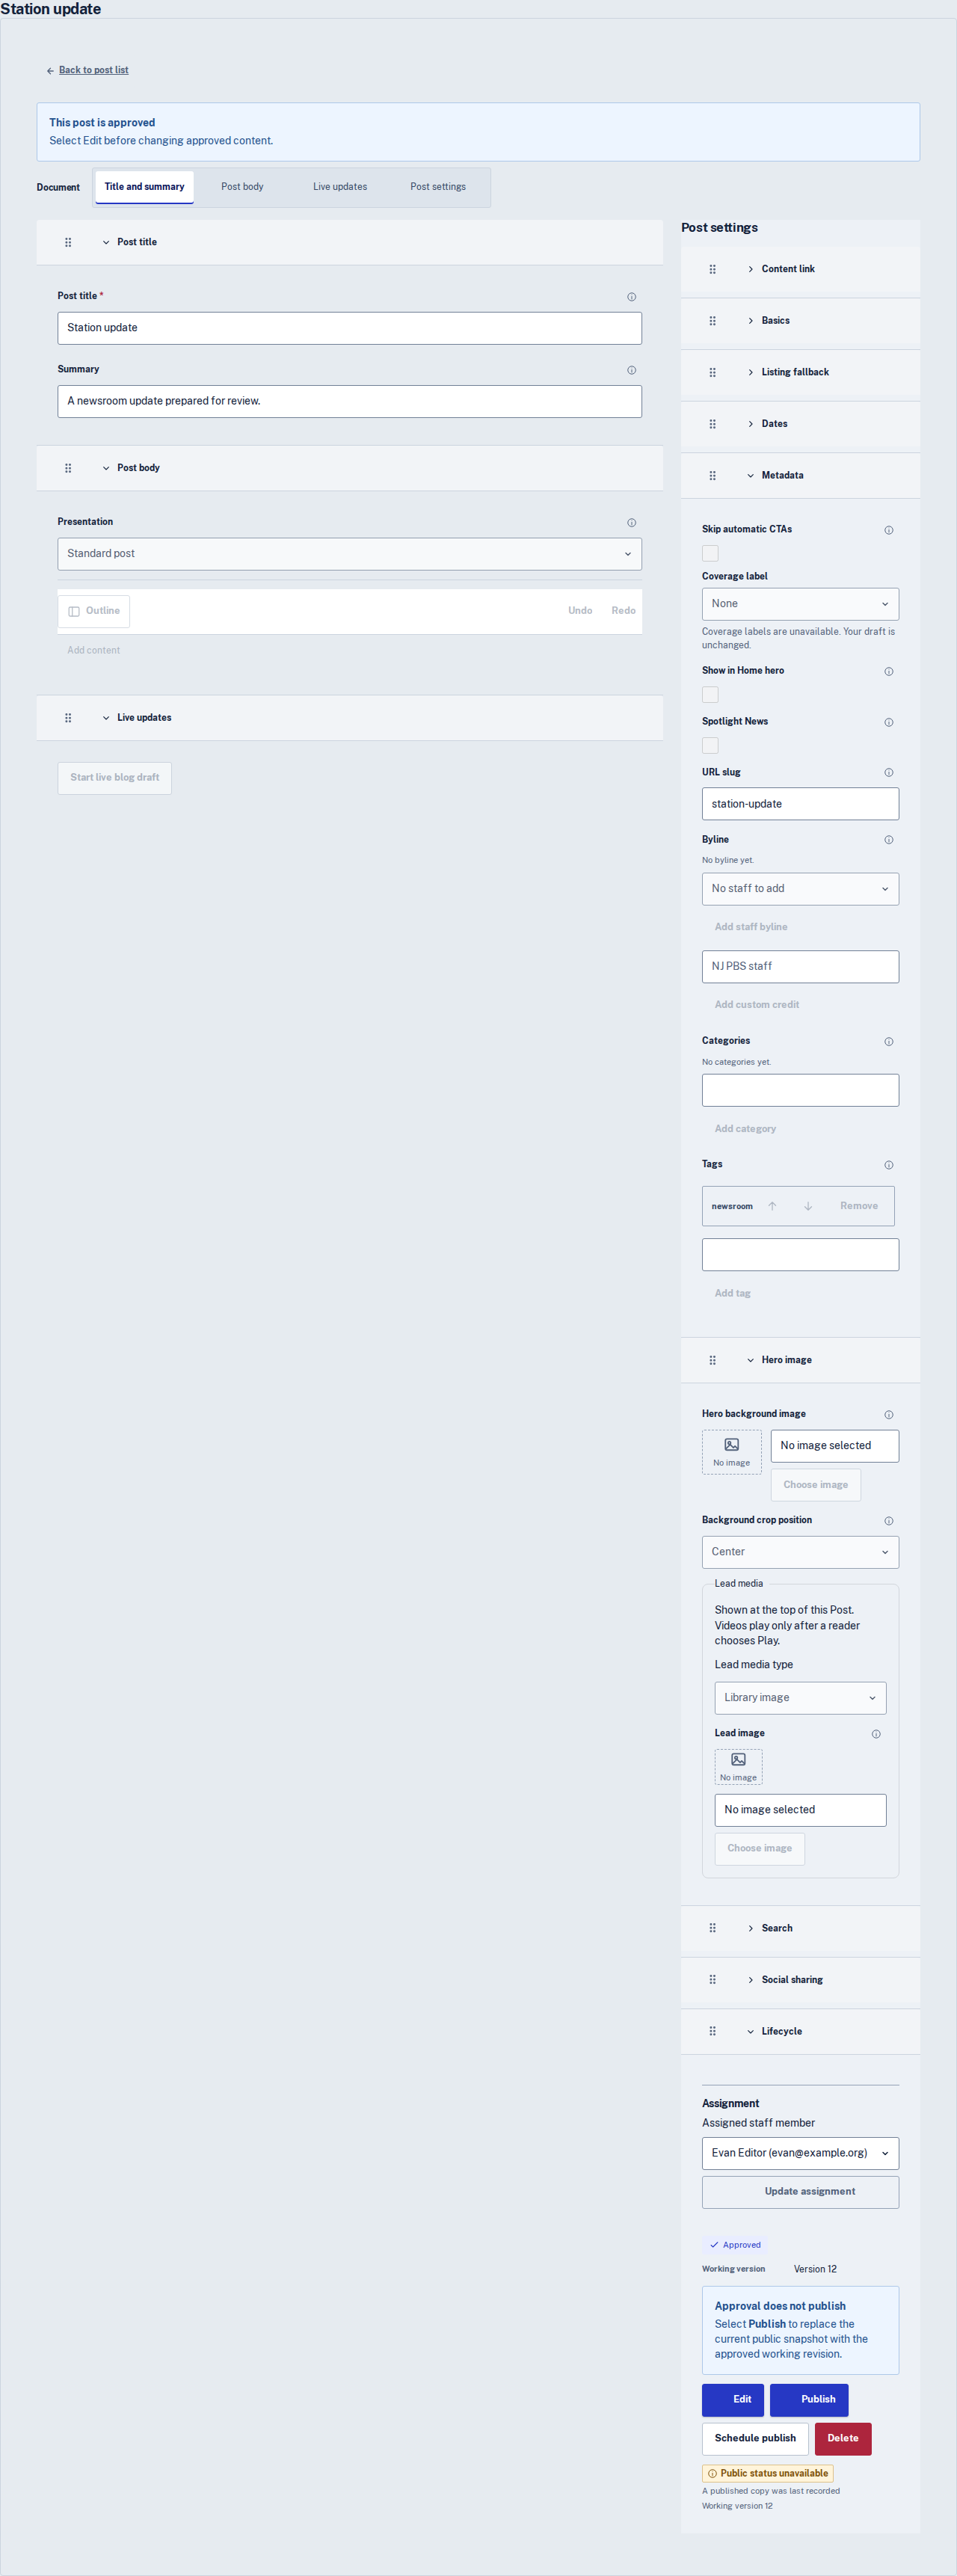 Station update
Back to post list
This post is approved
Select Edit before changing approved content.
Document
Title and summary
Post body
Live updates
Post settings
Post title
Post title *
Station update
Summary
A newsroom update prepared for review.
Post body
Presentation
Standard post
Outline
Undo
Redo
Add content
Live updates
Start live blog draft
Post settings
Content link
Basics
Listing fallback
Dates
Metadata
Skip automatic CTAs
Coverage label
None
Coverage labels are unavailable. Your draft is
unchanged.
Show in Home hero
Spotlight News
URL slug
station-update
Byline
No byline yet.
No staff to add
Add staff byline
NJ PBS staff
Add custom credit
Categories
No categories yet.
Add category
Tags
newsroom
Remove
Add tag
Hero image
Hero background image
No image
No image selected
Choose image
Background crop position
Center
Lead media
Shown at the top of this Post.
Videos play only after a reader
chooses Play.
Lead media type
Library image
Lead image
No image
No image selected
Choose image
Search
Social sharing
Lifecycle
Assignment
Assigned staff member
Evan Editor (evan@example.org)
Update assignment
Approved
Working version
Version 12
Approval does not publish
Select Publish to replace the
current public snapshot with the
approved working revision.
Edit
Publish
Schedule publish
Delete
Public status unavailable
A published copy was last recorded
Working version 12